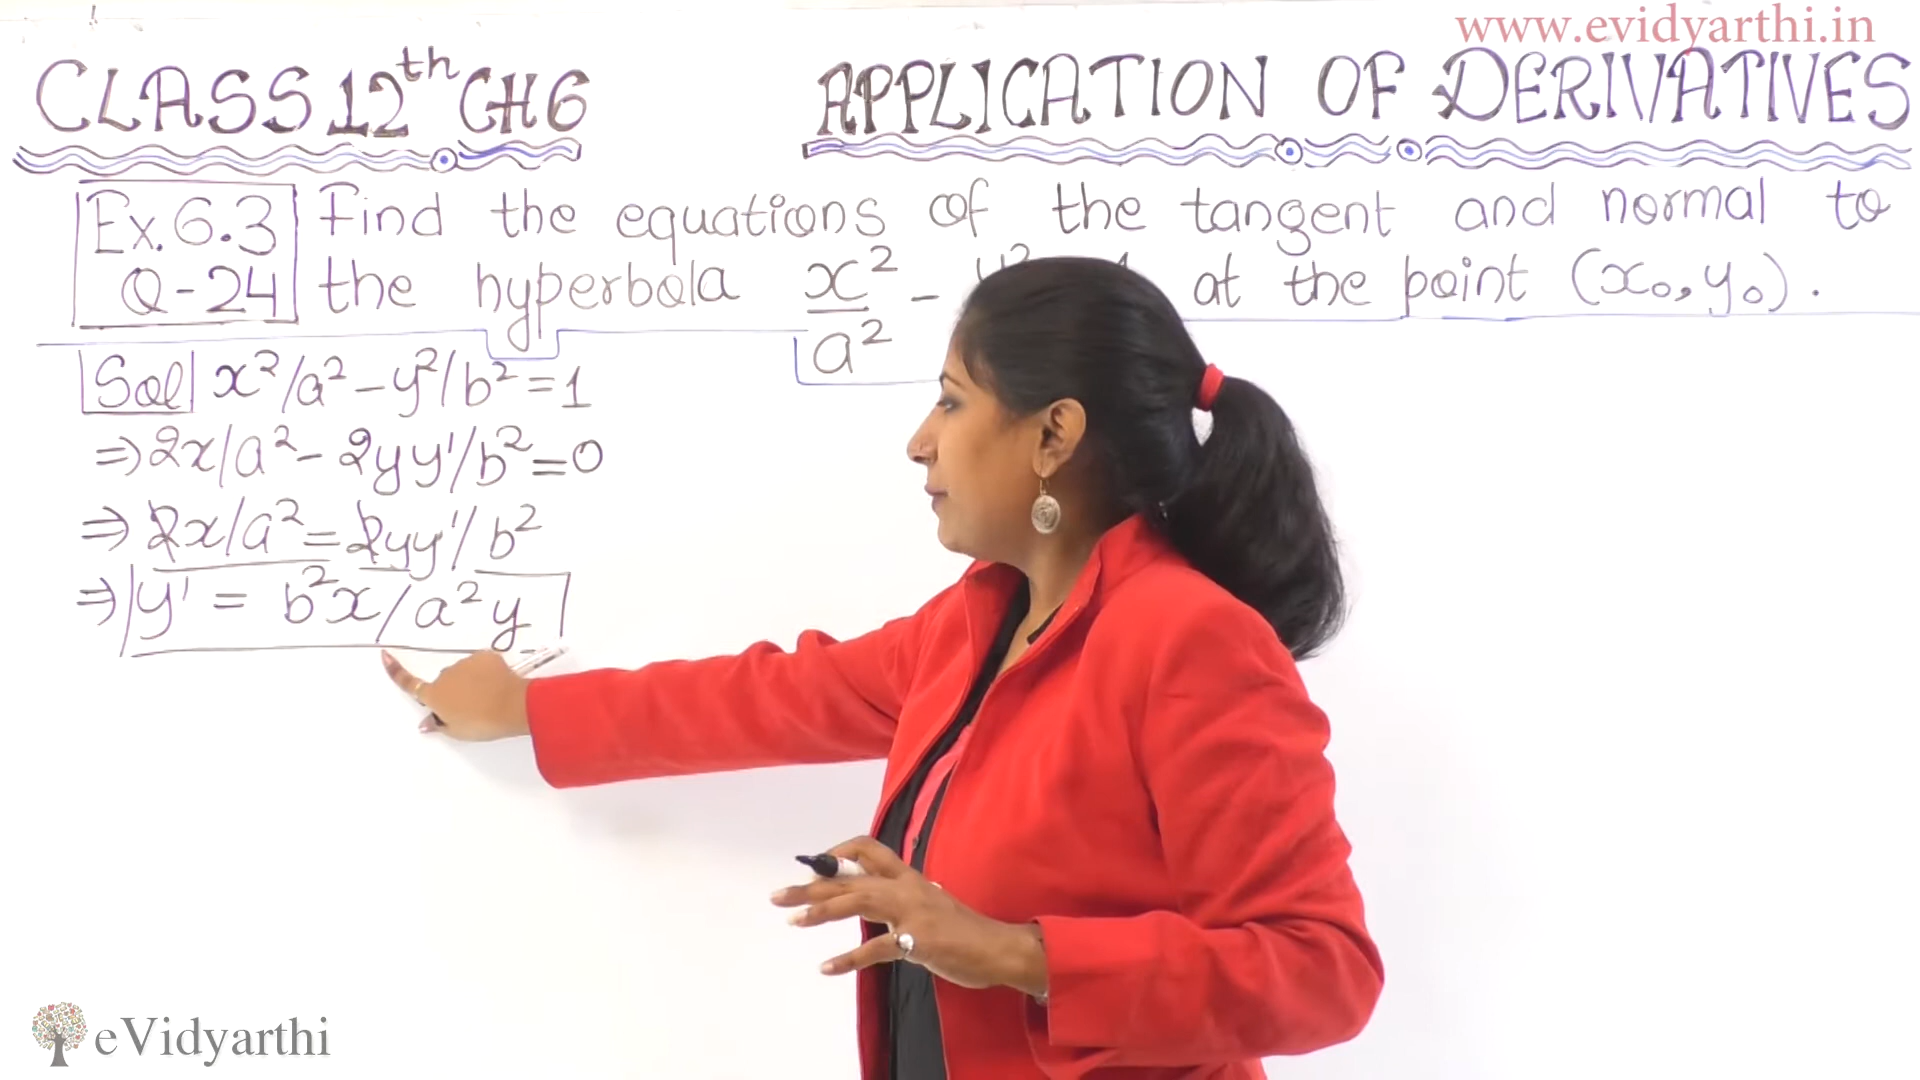 www.evidyarthi.in
CLASS 12th CH 6 APPLICATION OF DERIVATIVES
Ex. 6.3 Find the equations of the tangent and normal to
Q-24 the hyperbola x²/a² - y² 1 at the point (x₀, y₀).
Sol x²/a² - y²/b² = 1
⇒ 2x/a² - 2yy'/b² = 0
⇒ 2x/a² = 2yy'/b²
⇒ y' = b²x/a²y
eVidyarthi